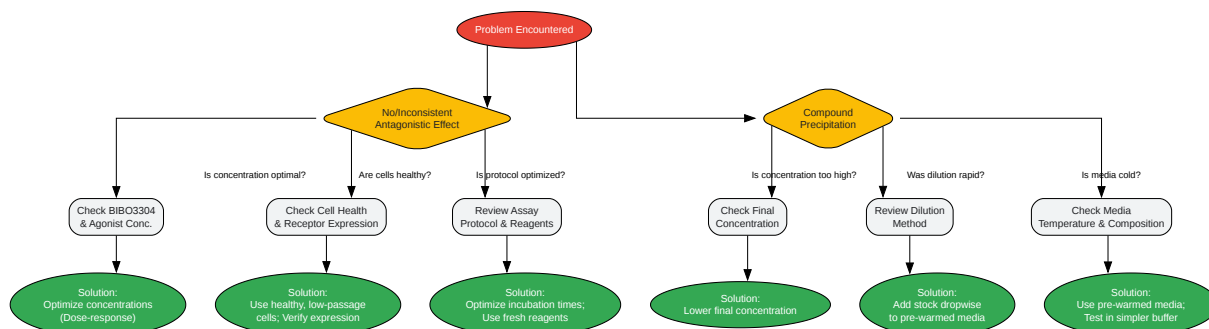 Problem Encountered
No/Inconsistent
Antagonistic Effect
Compound
Precipitation
Is concentration optimal?
Are cells healthy?
Is protocol optimized?
Is concentration too high?
Was dilution rapid?
Is media cold?
Check BIBO3304
& Agonist Conc.
Check Cell Health
& Receptor Expression
Review Assay
Protocol & Reagents
Check Final
Concentration
Review Dilution
Method
Check Media
Temperature & Composition
Solution:
Optimize concentrations
(Dose-response)
Solution:
Use healthy, low-passage
cells; Verify expression
Solution:
Optimize incubation times;
Use fresh reagents
Solution:
Lower final concentration
Solution:
Add stock dropwise
to pre-warmed media
Solution:
Use pre-warmed media;
Test in simpler buffer